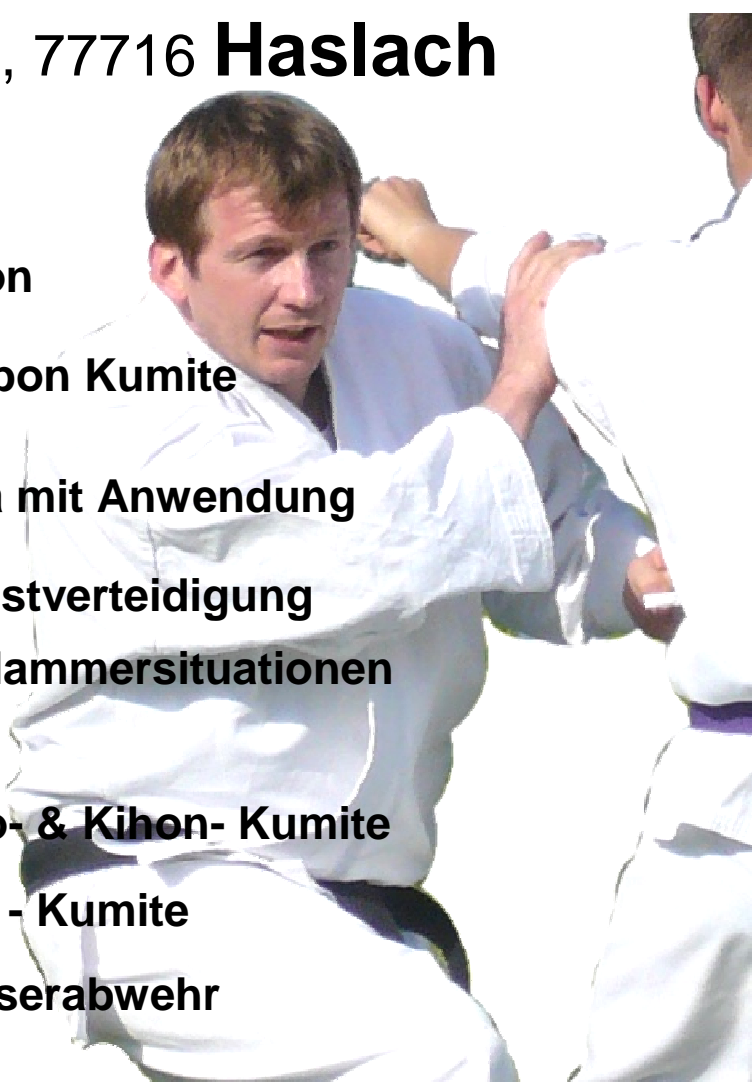 , 77716 Haslach
on
pon Kumite
mit Anwendung
stverteidigung
lammersituationen
o- & Kihon- Kumite
- Kumite
serabwehr